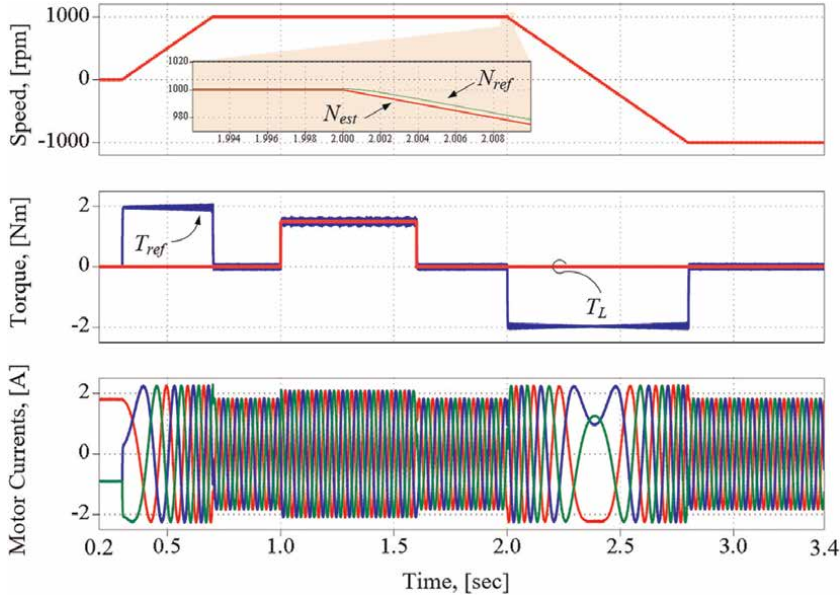 Speed, [rpm]
1000
0
-1000
1020
1000
980
1.994 1.996 1.998 2.000 2.002 2.004 2.006 2.008
N_ref
N_est
Torque, [Nm]
2
0
-2
T_ref
T_L
Motor Currents, [A]
2
0
-2
0.2 0.5 1.0 1.5 2.0 2.5 3.0 3.4
Time, [sec]